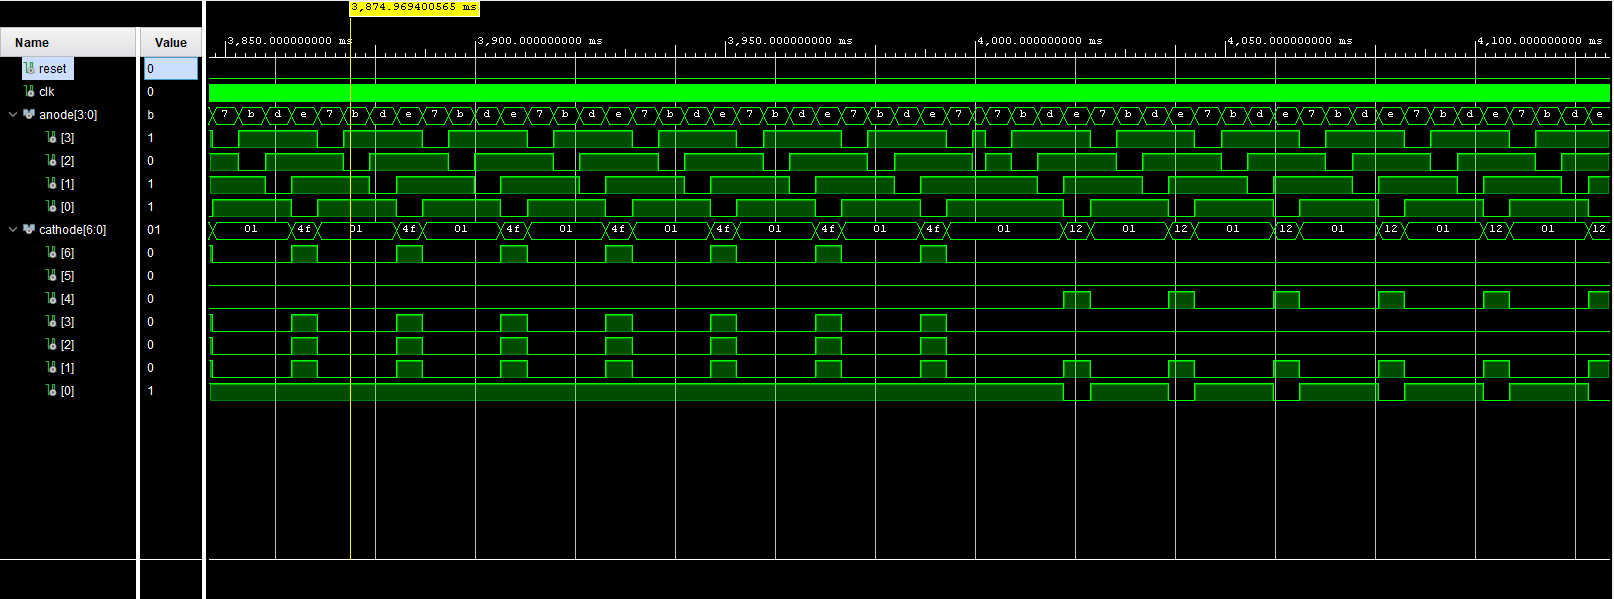 3,874.969400565 ms
Name Value 3,850.000000000 ms 3,900.000000000 ms 3,950.000000000 ms 4,000.000000000 ms 4,050.000000000 ms 4,100.000000000 ms
reset 0
clk 0
anode[3:0] b 7 b d e 7 b d e 7 b d e 7 b d e 7 b d e 7 b d e 7 b d e 7 7 b d e 7 b d e 7 b d e 7 b d e 7 b d e 7 b d e
[3] 1
[2] 0
[1] 1
[0] 1
cathode[6:0] 01 01 4f 01 4f 01 4f 01 4f 01 4f 01 4f 01 4f 01 12 01 12 01 12 01 12 01 12 01 12
[6] 0
[5] 0
[4] 0
[3] 0
[2] 0
[1] 0
[0] 1